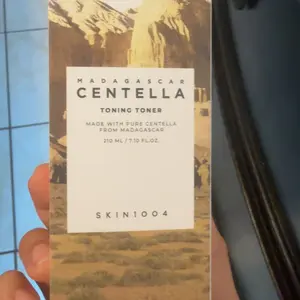 MADAGASCAR
CENTELLA
TONING TONER
MADE WITH PURE CENTELLA
FROM MADAGASCAR
210 ML / 7.10 FL.OZ.
SKIN1004